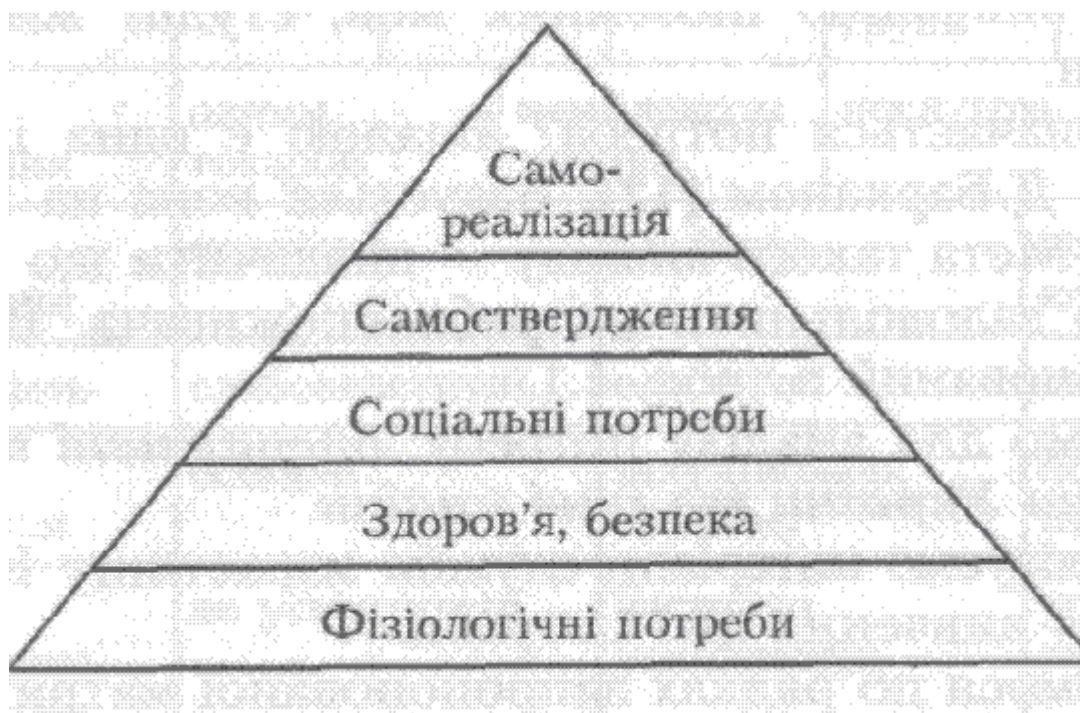 Само-
реалізація
Самоствердження
Соціальні потреби
Здоров'я, безпека
Фізіологічні потреби